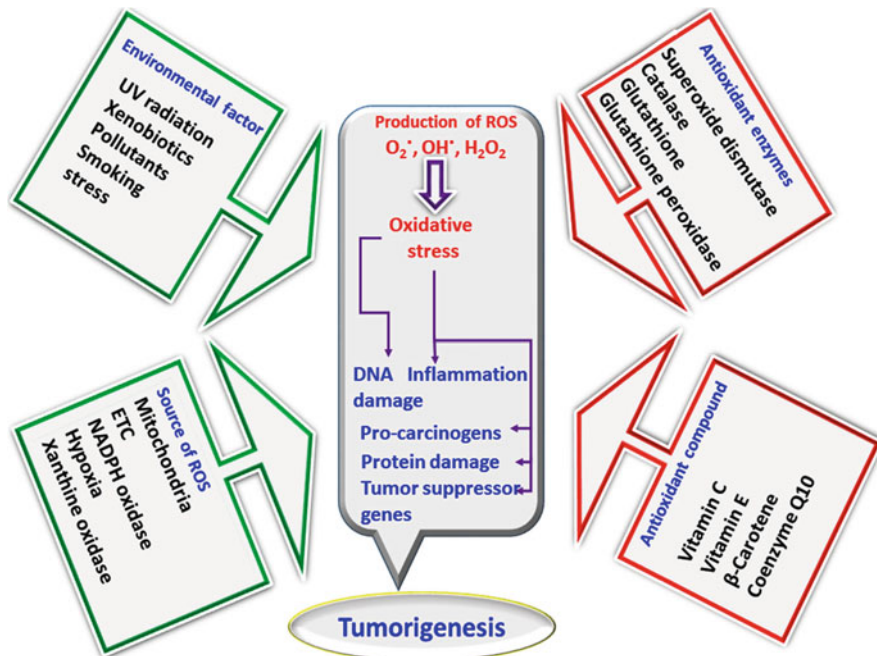 Environmental factor
UV radiation
Xenobiotics
Pollutants
Smoking
stress
Source of ROS
Mitochondria
ETC
NADPH oxidase
Hypoxia
Xanthine oxidase
Production of ROS
O₂•, OH•, H₂O₂
Oxidative
stress
DNA Inflammation
damage
Pro-carcinogens
Protein damage
Tumor suppressor
genes
Tumorigenesis
Antioxidant enzymes
Superoxide dismutase
Catalase
Glutathione
Glutathione peroxidase
Antioxidant compound
Vitamin C
Vitamin E
β-Carotene
Coenzyme Q10